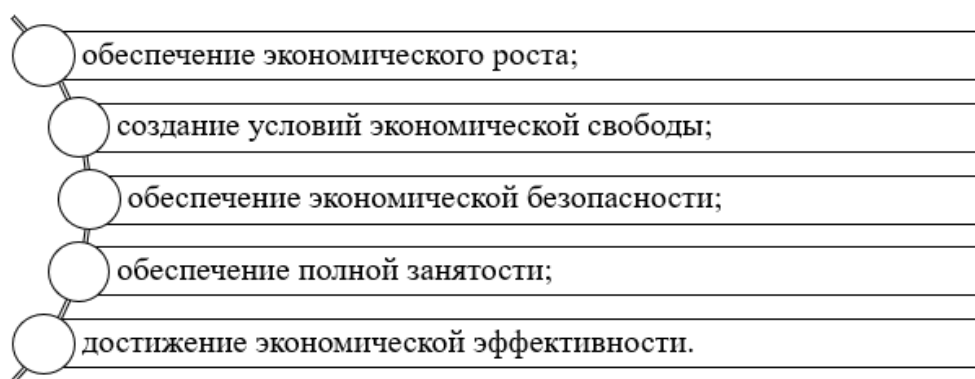 обеспечение экономического роста;
создание условий экономической свободы;
обеспечение экономической безопасности;
обеспечение полной занятости;
достижение экономической эффективности.